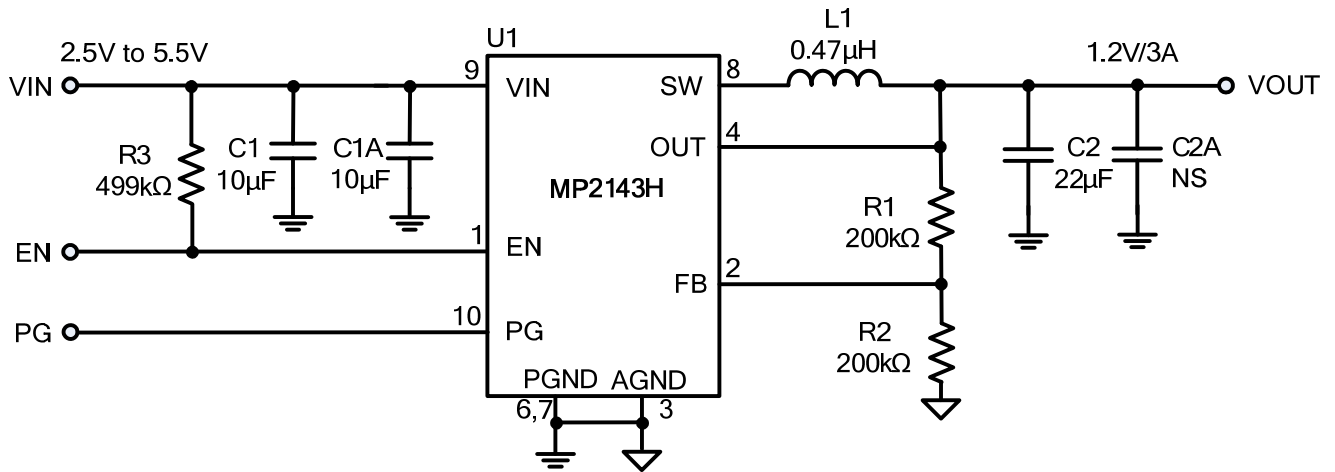 L1
0.47μH
U1
2.5V to 5.5V
1.2V/3A
VIN
9
VIN
SW
8
VOUT
4
OUT
R3
499kΩ
C1
10μF
C1A
10μF
C2
22μF
C2A
NS
MP2143H
R1
200kΩ
EN
1
EN
FB
2
PG
10
PG
R2
200kΩ
PGND
AGND
6,7
3